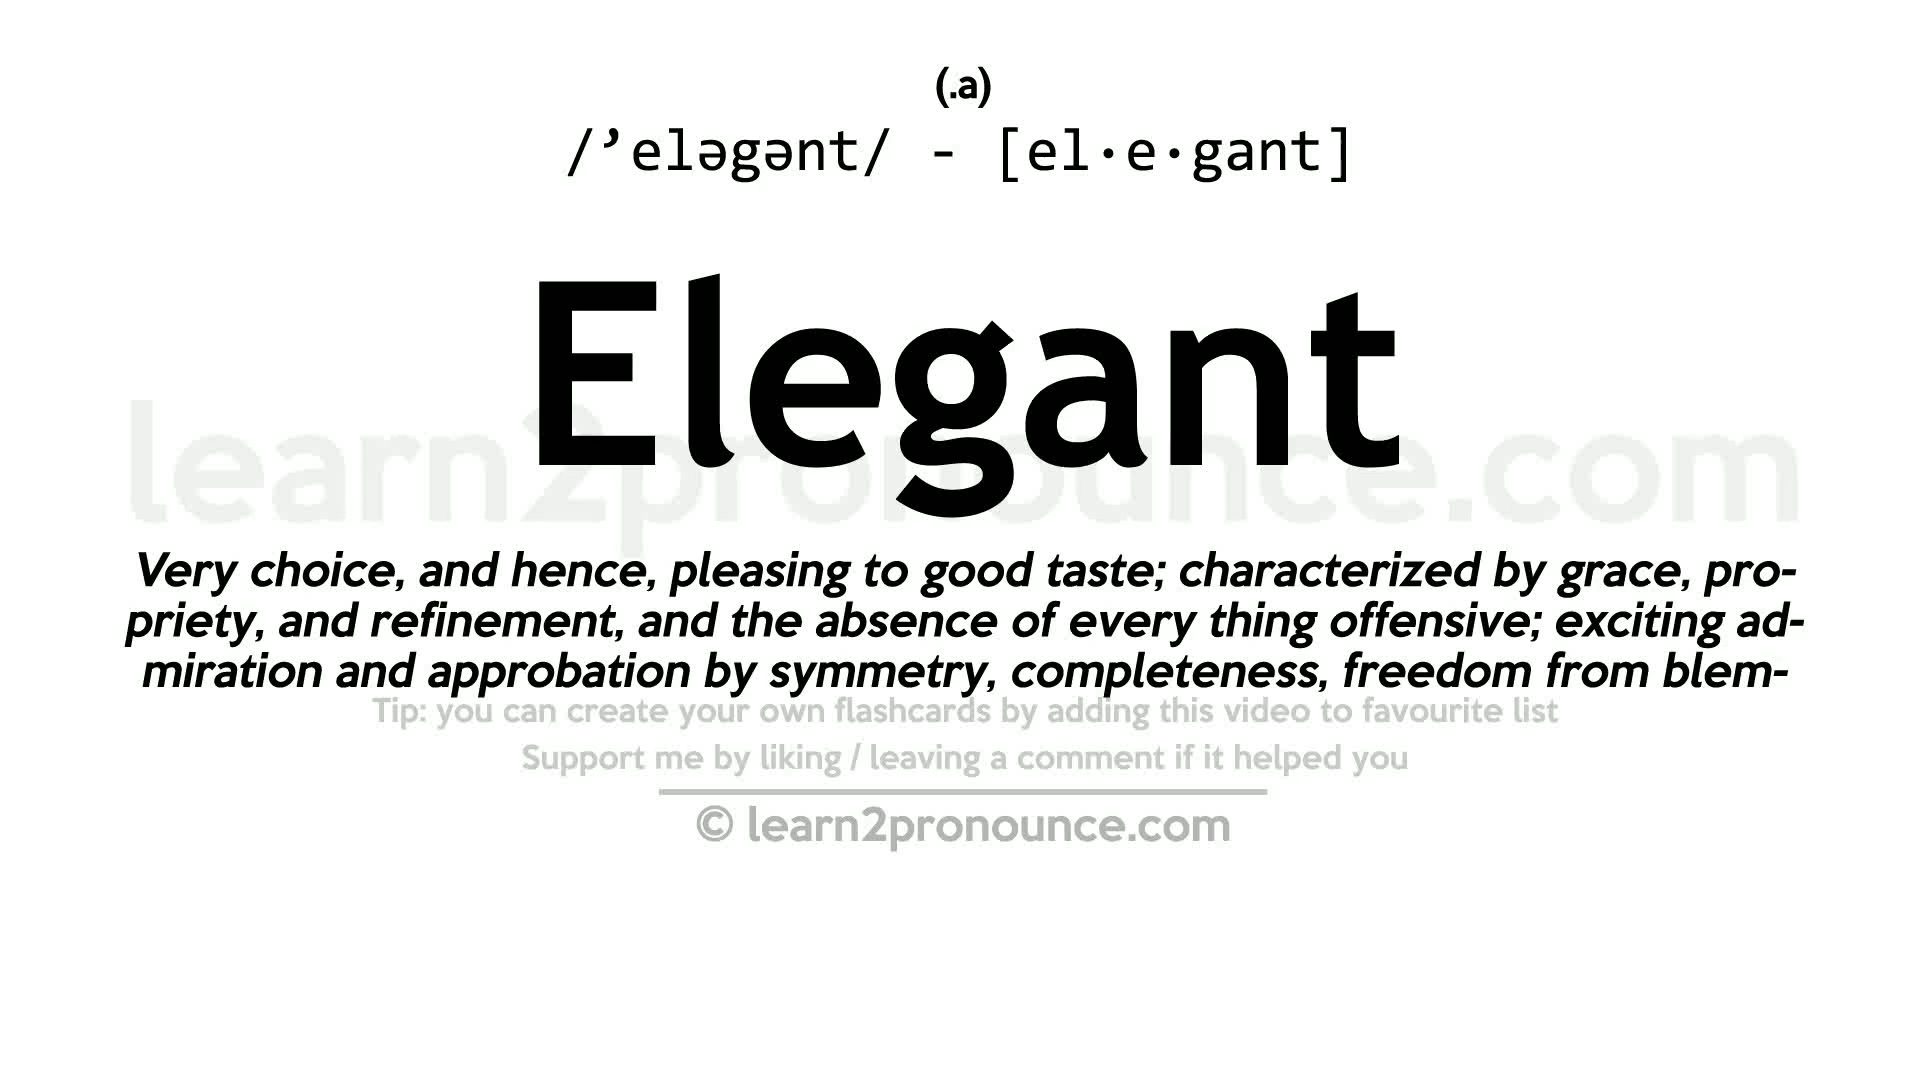 (.a)
/’eləgənt/ - [el·e·gant]
Elegant
learn2pronounce.com
Very choice, and hence, pleasing to good taste; characterized by grace, pro-
priety, and refinement, and the absence of every thing offensive; exciting ad-
miration and approbation by symmetry, completeness, freedom from blem-
Tip: you can create your own flashcards by adding this video to favourite list
Support me by liking / leaving a comment if it helped you
© learn2pronounce.com